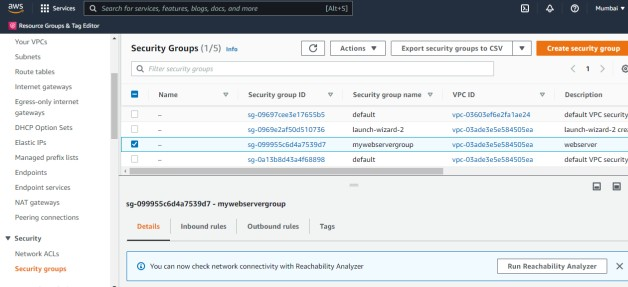 aws
Services
Search for services, features, blogs, docs, and more
[Alt+S]
Mumbai
Resource Groups & Tag Editor
Your VPCs
Subnets
Route tables
Internet gateways
Egress-only internet
gateways
DHCP Option Sets
Elastic IPs
Managed prefix lists
Endpoints
Endpoint services
NAT gateways
Peering connections
Security
Network ACLs
Security groups
Security Groups (1/5) Info
Actions
Export security groups to CSV
Create security group
Filter security groups
1
Name Security group ID Security group name VPC ID Description
– sg-09697cee3e17655b5 default vpc-03603ef6e2fa1ae24 default VPC security
– sg-0969e2af50d510736 launch-wizard-2 vpc-03ade3e5e584505ea launch-wizard-2 crea
– sg-099955c6d4a7539d7 mywebservergroup vpc-03ade3e5e584505ea webserver
– sg-0a13b8d43a4f68898 default vpc-03ade3e5e584505ea default VPC security
sg-099955c6d4a7539d7 - mywebservergroup
Details Inbound rules Outbound rules Tags
You can now check network connectivity with Reachability Analyzer
Run Reachability Analyzer